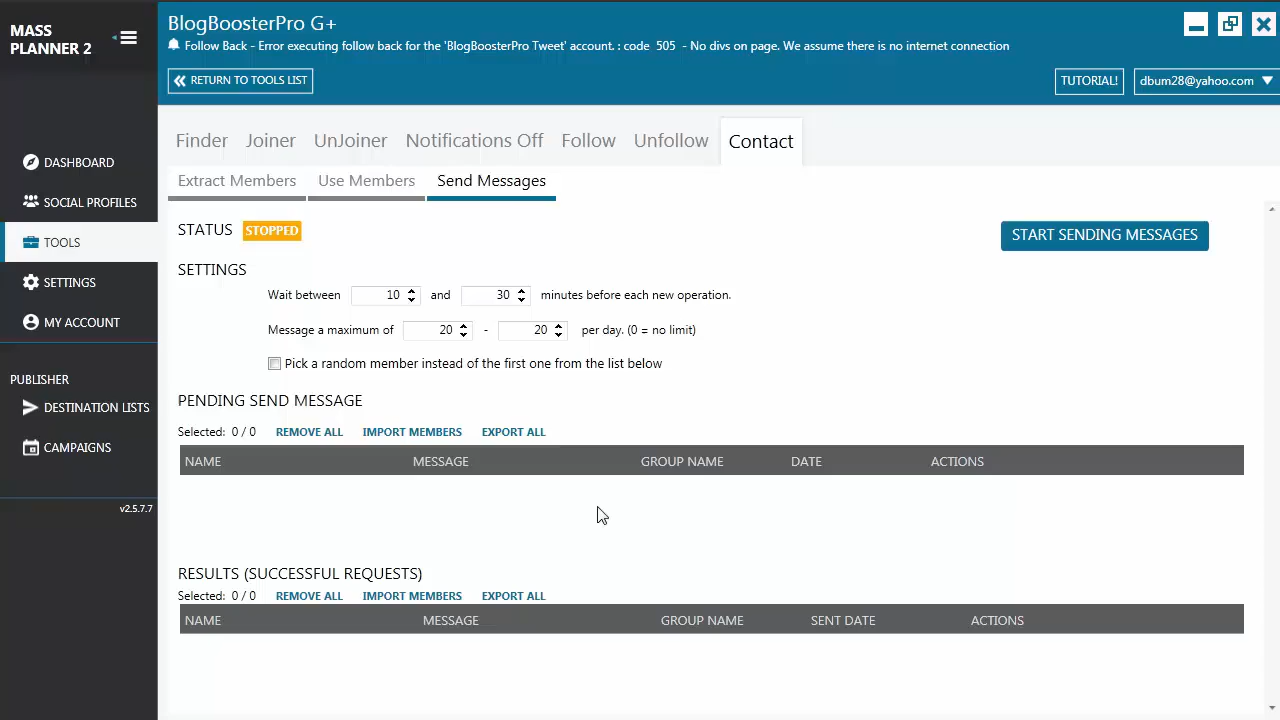 MASS PLANNER 2
BlogBoosterPro G+
Follow Back - Error executing follow back for the 'BlogBoosterPro Tweet' account. : code 505 - No divs on page. We assume there is no internet connection
RETURN TO TOOLS LIST
TUTORIAL!
dbum28@yahoo.com
Finder Joiner UnJoiner Notifications Off Follow Unfollow Contact
Extract Members Use Members Send Messages
DASHBOARD
SOCIAL PROFILES
TOOLS
SETTINGS
MY ACCOUNT
PUBLISHER
DESTINATION LISTS
CAMPAIGNS
v2.5.7.7
STATUS STOPPED
START SENDING MESSAGES
SETTINGS
Wait between 10 and 30 minutes before each new operation.
Message a maximum of 20 - 20 per day. (0 = no limit)
Pick a random member instead of the first one from the list below
PENDING SEND MESSAGE
Selected: 0 / 0 REMOVE ALL IMPORT MEMBERS EXPORT ALL
NAME MESSAGE GROUP NAME DATE ACTIONS
RESULTS (SUCCESSFUL REQUESTS)
Selected: 0 / 0 REMOVE ALL IMPORT MEMBERS EXPORT ALL
NAME MESSAGE GROUP NAME SENT DATE ACTIONS